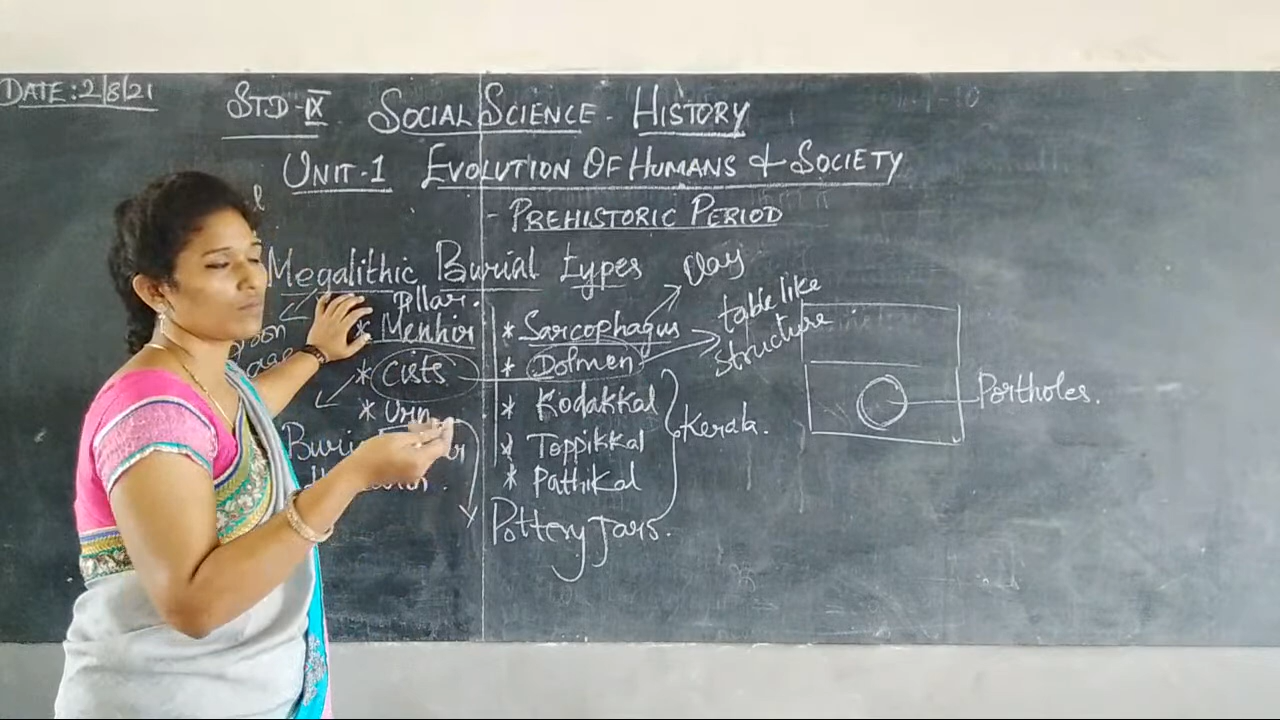 DATE: 2/8/21
STD-IX SOCIAL SCIENCE - HISTORY
UNIT-1 EVOLUTION OF HUMANS & SOCIETY
- PREHISTORIC PERIOD
Megalithic Burial types
Clay
Pillar.
* Menhir
* Cists
* Urn
* Sarcophagus
* Dolmen
* Kodakkal
* Toppikkal
* Pathikal
Pottery Jars.
Kerala.
table like
structure
Portholes.